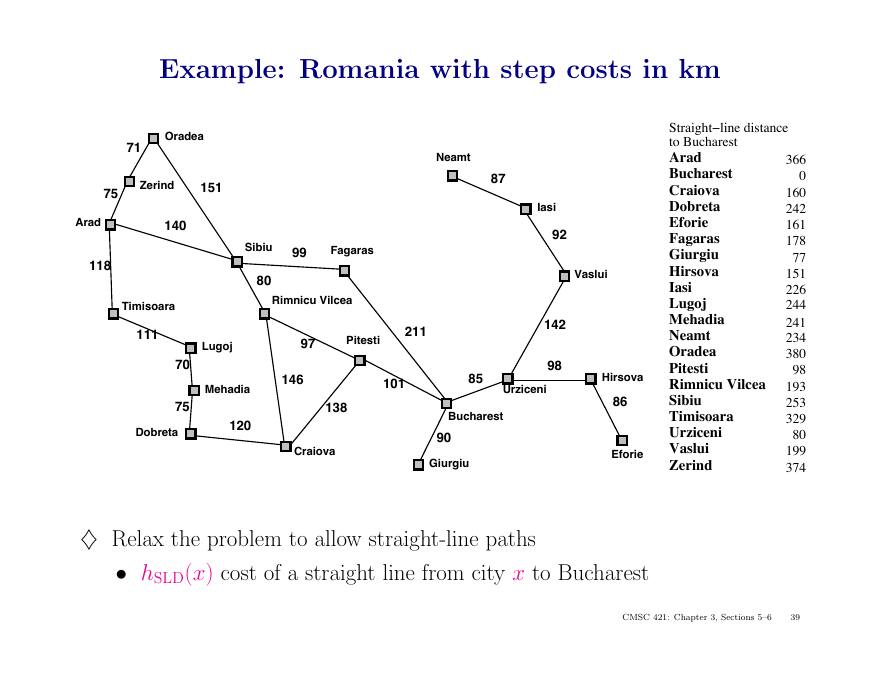 Example: Romania with step costs in km
Oradea
71
Zerind
151
75
Arad
140
Sibiu
99
Fagaras
118
80
Rimnicu Vilcea
Timisoara
111
Lugoj
97
Pitesti
211
70
Mehadia
146
101
75
138
Dobreta
120
Craiova
Neamt
87
Iasi
92
Vaslui
142
85
98
Hirsova
Urziceni
86
Bucharest
90
Giurgiu
Eforie
Straight−line distance
to Bucharest
Arad 366
Bucharest 0
Craiova 160
Dobreta 242
Eforie 161
Fagaras 178
Giurgiu 77
Hirsova 151
Iasi 226
Lugoj 244
Mehadia 241
Neamt 234
Oradea 380
Pitesti 98
Rimnicu Vilcea 193
Sibiu 253
Timisoara 329
Urziceni 80
Vaslui 199
Zerind 374
♢ Relax the problem to allow straight-line paths
• hSLD(x) cost of a straight line from city x to Bucharest
CMSC 421: Chapter 3, Sections 5–6 39